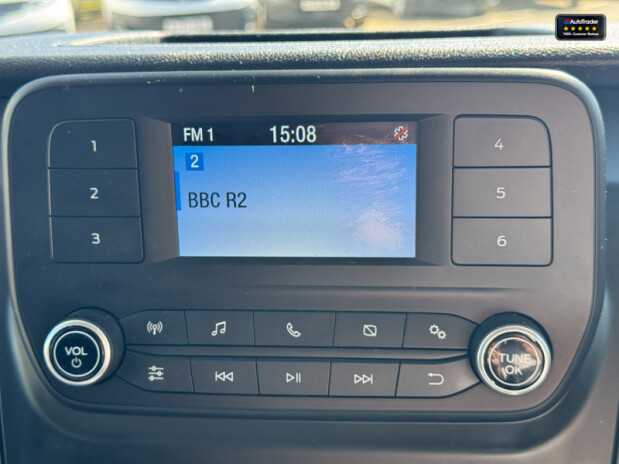 AutoTrader
FM 1 15:08
2
BBC R2
1
2
3
4
5
6
VOL
TUNE
OK